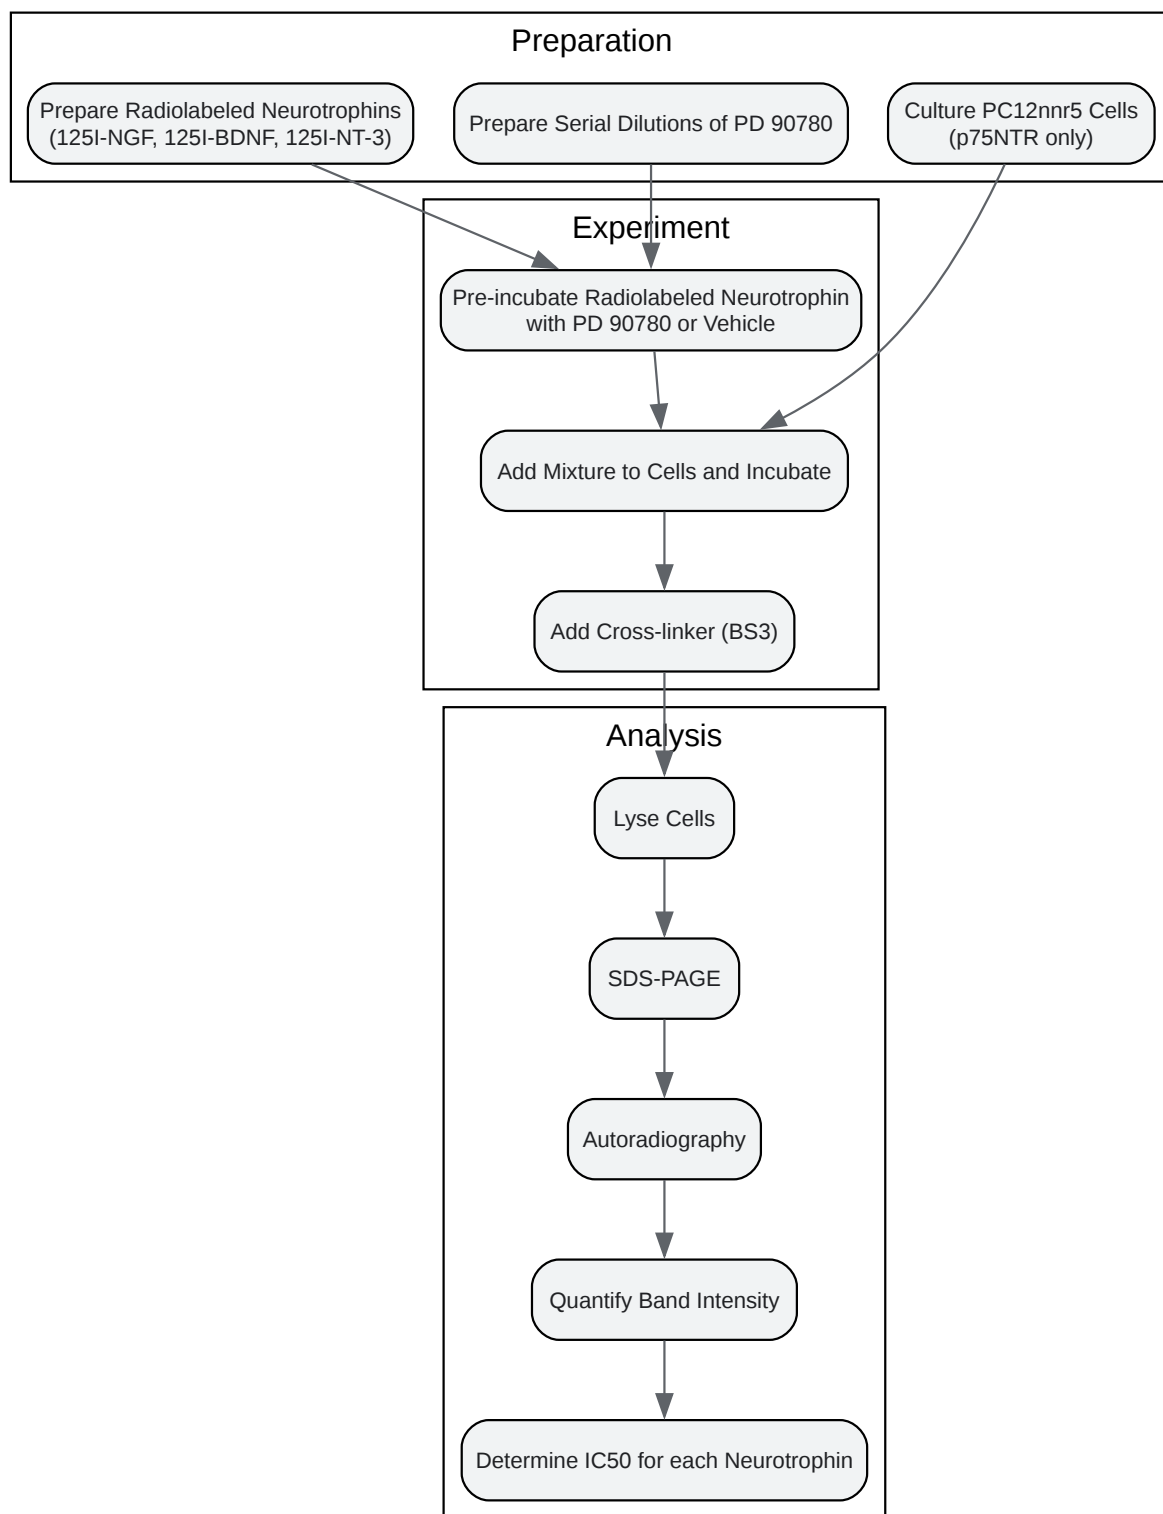 Preparation
Prepare Radiolabeled Neurotrophins
(125I-NGF, 125I-BDNF, 125I-NT-3)
Prepare Serial Dilutions of PD 90780
Culture PC12nnr5 Cells
(p75NTR only)
Experiment
Pre-incubate Radiolabeled Neurotrophin
with PD 90780 or Vehicle
Add Mixture to Cells and Incubate
Add Cross-linker (BS3)
Analysis
Lyse Cells
SDS-PAGE
Autoradiography
Quantify Band Intensity
Determine IC50 for each Neurotrophin